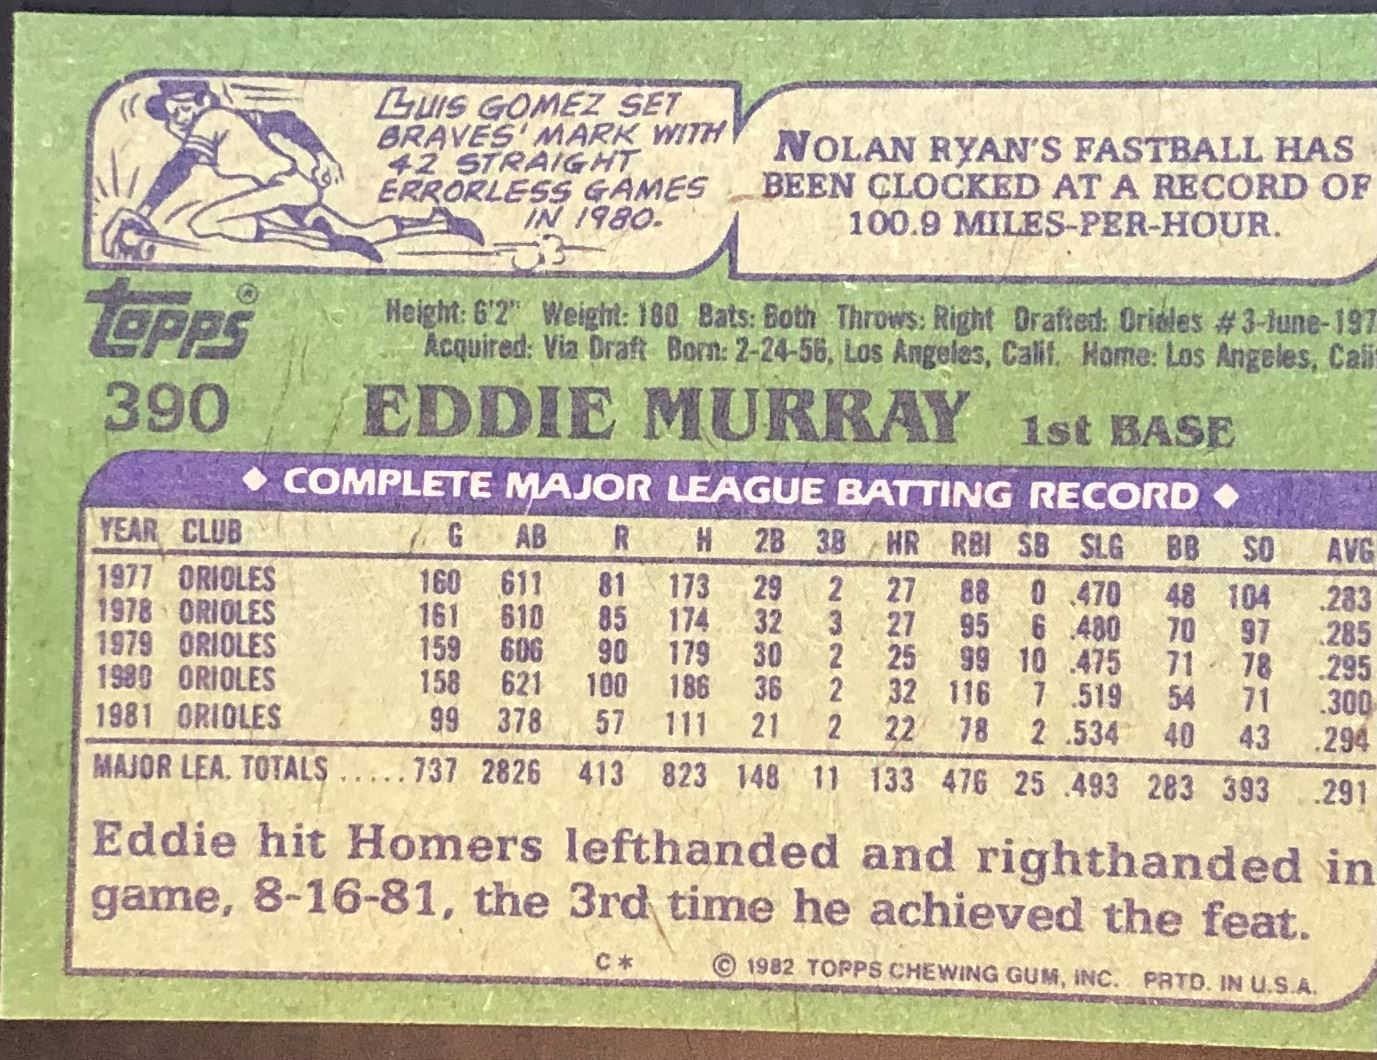 LUIS GOMEZ SET
BRAVES' MARK WITH
42 STRAIGHT
ERRORLESS GAMES
IN 1980.
NOLAN RYAN'S FASTBALL HAS
BEEN CLOCKED AT A RECORD OF
100.9 MILES-PER-HOUR.
TOPPS®
Height: 6'2" Weight: 180 Bats: Both Throws: Right Drafted: Orioles #3-June-197
Acquired: Via Draft Born: 2-24-56, Los Angeles, Calif. Home: Los Angeles, Cali
390 EDDIE MURRAY 1st BASE
◆ COMPLETE MAJOR LEAGUE BATTING RECORD ◆
YEAR CLUB G AB R H 2B 3B HR RBI SB SLG BB SO AVG
1977 ORIOLES 160 611 81 173 29 2 27 88 0 .470 48 104 .283
1978 ORIOLES 161 610 85 174 32 3 27 95 6 .480 70 97 .285
1979 ORIOLES 159 606 90 179 30 2 25 99 10 .475 71 78 .295
1980 ORIOLES 158 621 100 186 36 2 32 116 7 .519 54 71 .300
1981 ORIOLES 99 378 57 111 21 2 22 78 2 .534 40 43 .294
MAJOR LEA. TOTALS ..... 737 2826 413 823 148 11 133 476 25 .493 283 393 .291
Eddie hit Homers lefthanded and righthanded in
game, 8-16-81, the 3rd time he achieved the feat.
C* © 1982 TOPPS CHEWING GUM, INC. PRTD. IN U.S.A.